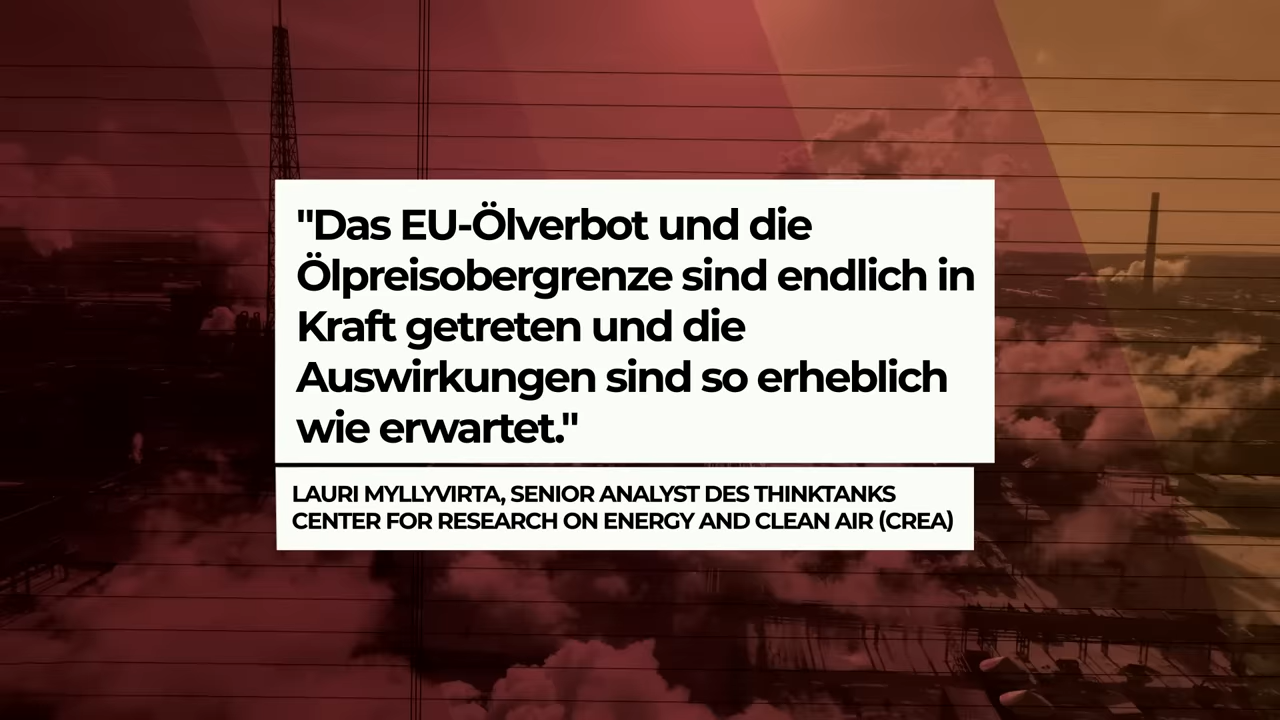 "Das EU-Ölverbot und die
Ölpreisobergrenze sind endlich in
Kraft getreten und die
Auswirkungen sind so erheblich
wie erwartet."
LAURI MYLLYVIRTA, SENIOR ANALYST DES THINKTANKS
CENTER FOR RESEARCH ON ENERGY AND CLEAN AIR (CREA)